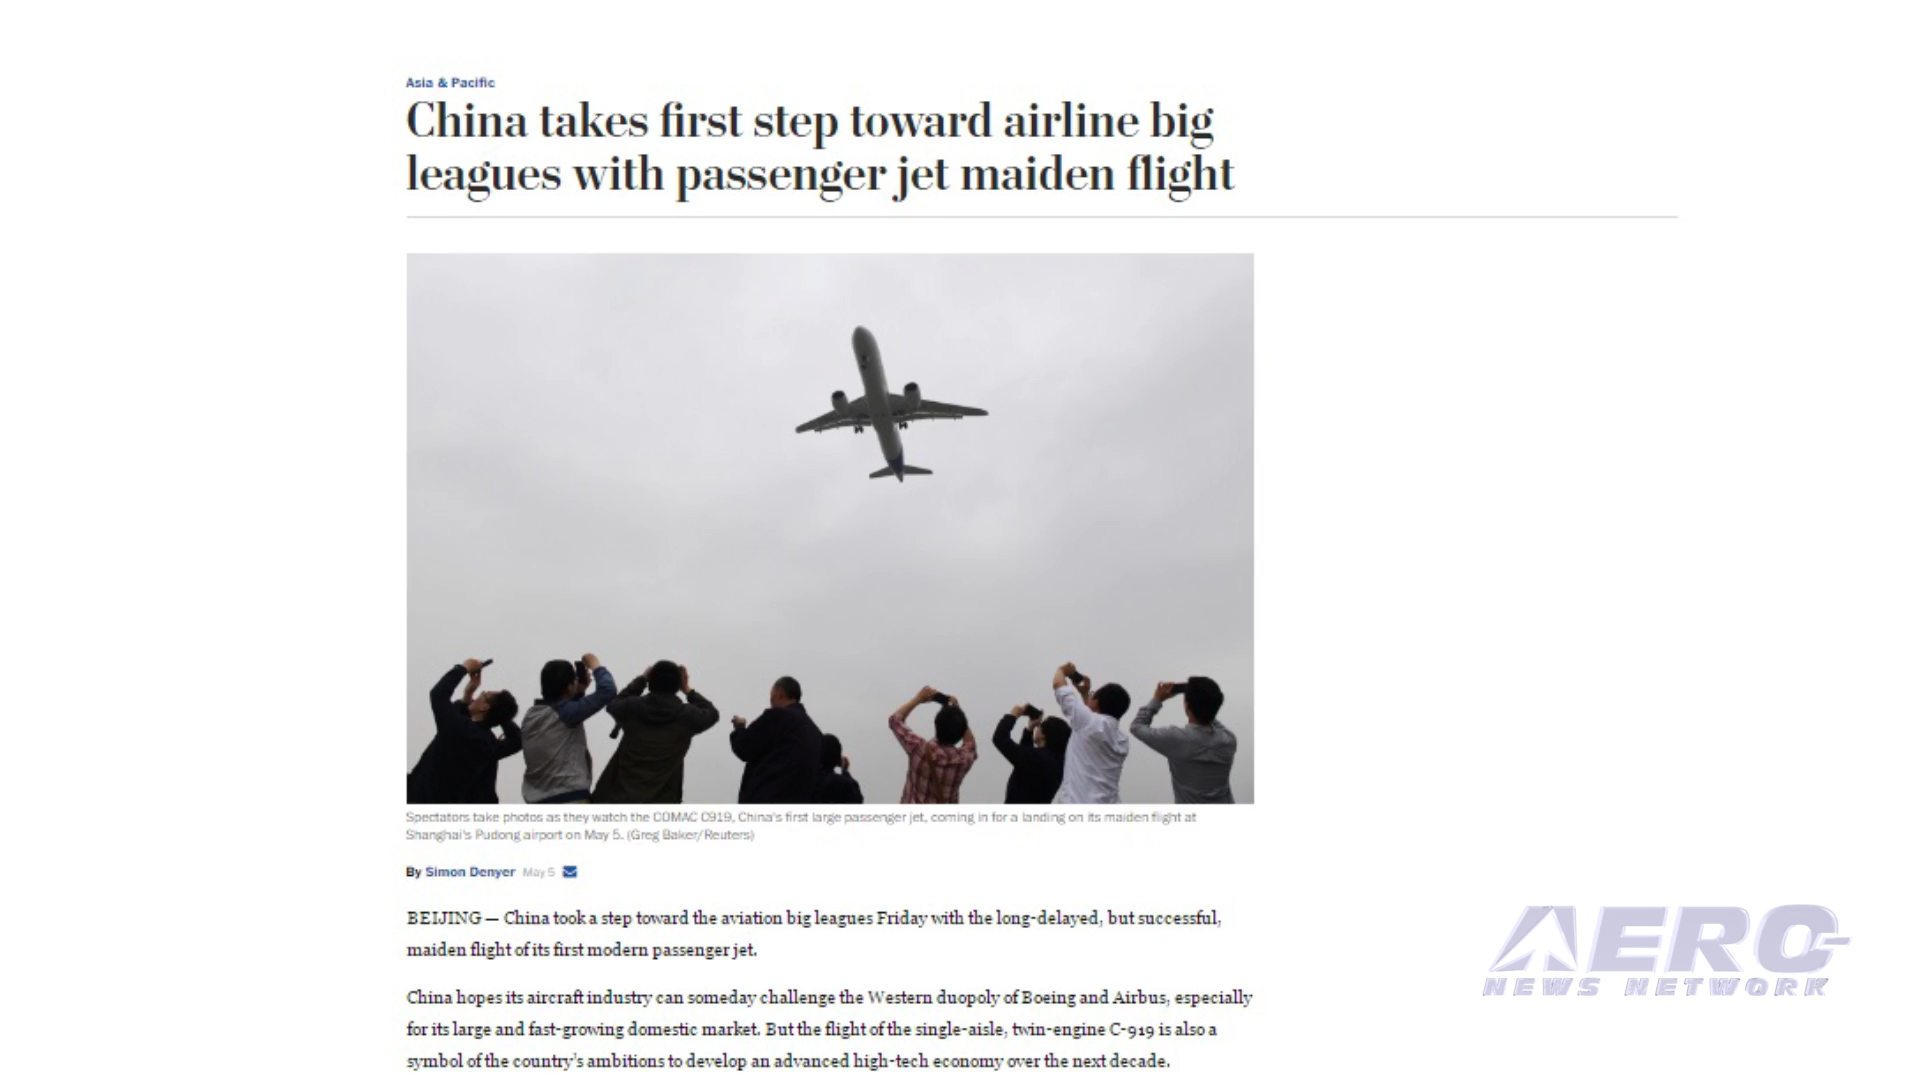 Asia & Pacific
China takes first step toward airline big
leagues with passenger jet maiden flight
Spectators take photos as they watch the COMAC C919, China's first large passenger jet, coming in for a landing on its maiden flight at
Shanghai's Pudong airport on May 5. (Greg Baker/Reuters)
By Simon Denyer May 5
BEIJING — China took a step toward the aviation big leagues Friday with the long-delayed, but successful,
maiden flight of its first modern passenger jet.
China hopes its aircraft industry can someday challenge the Western duopoly of Boeing and Airbus, especially
for its large and fast-growing domestic market. But the flight of the single-aisle, twin-engine C-919 is also a
symbol of the country's ambitions to develop an advanced high-tech economy over the next decade.
AERO-
NEWS NETWORK